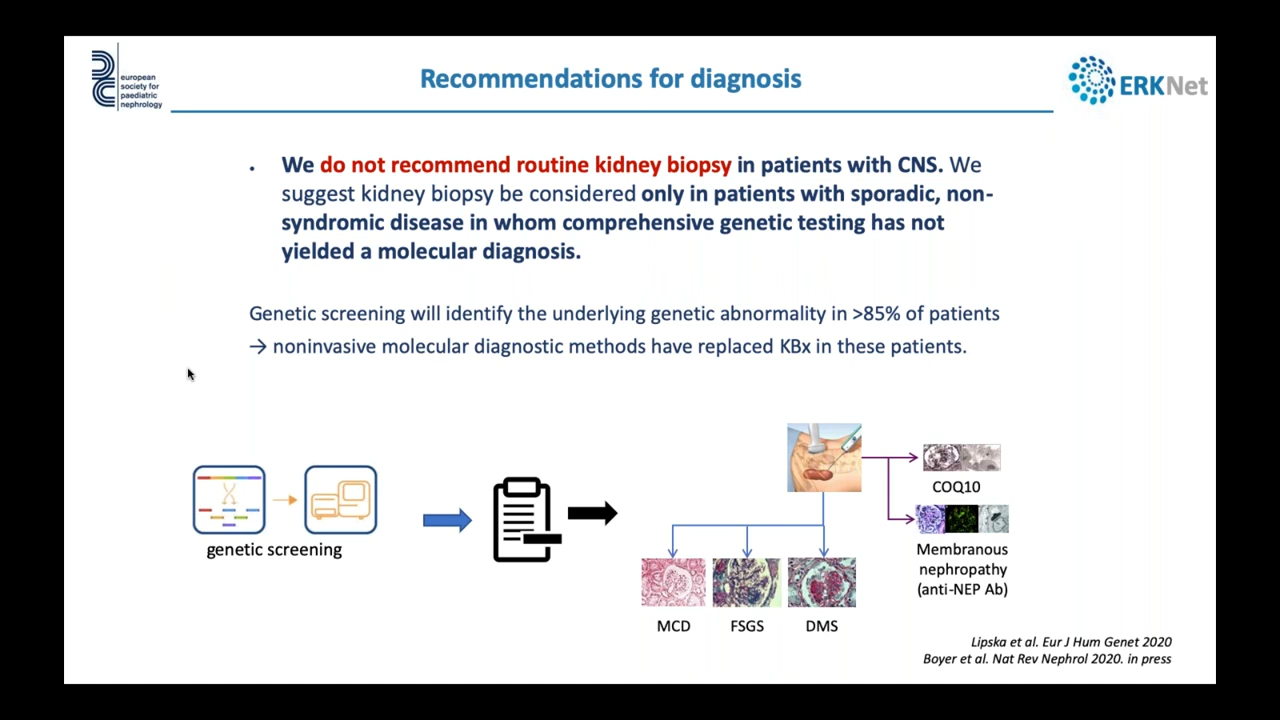 european
society for
paediatric
nephrology
Recommendations for diagnosis
ERKNet
• We do not recommend routine kidney biopsy in patients with CNS. We
suggest kidney biopsy be considered only in patients with sporadic, non-
syndromic disease in whom comprehensive genetic testing has not
yielded a molecular diagnosis.
Genetic screening will identify the underlying genetic abnormality in >85% of patients
→ noninvasive molecular diagnostic methods have replaced KBx in these patients.
genetic screening
COQ10
Membranous
nephropathy
(anti-NEP Ab)
MCD FSGS DMS
Lipska et al. Eur J Hum Genet 2020
Boyer et al. Nat Rev Nephrol 2020. in press